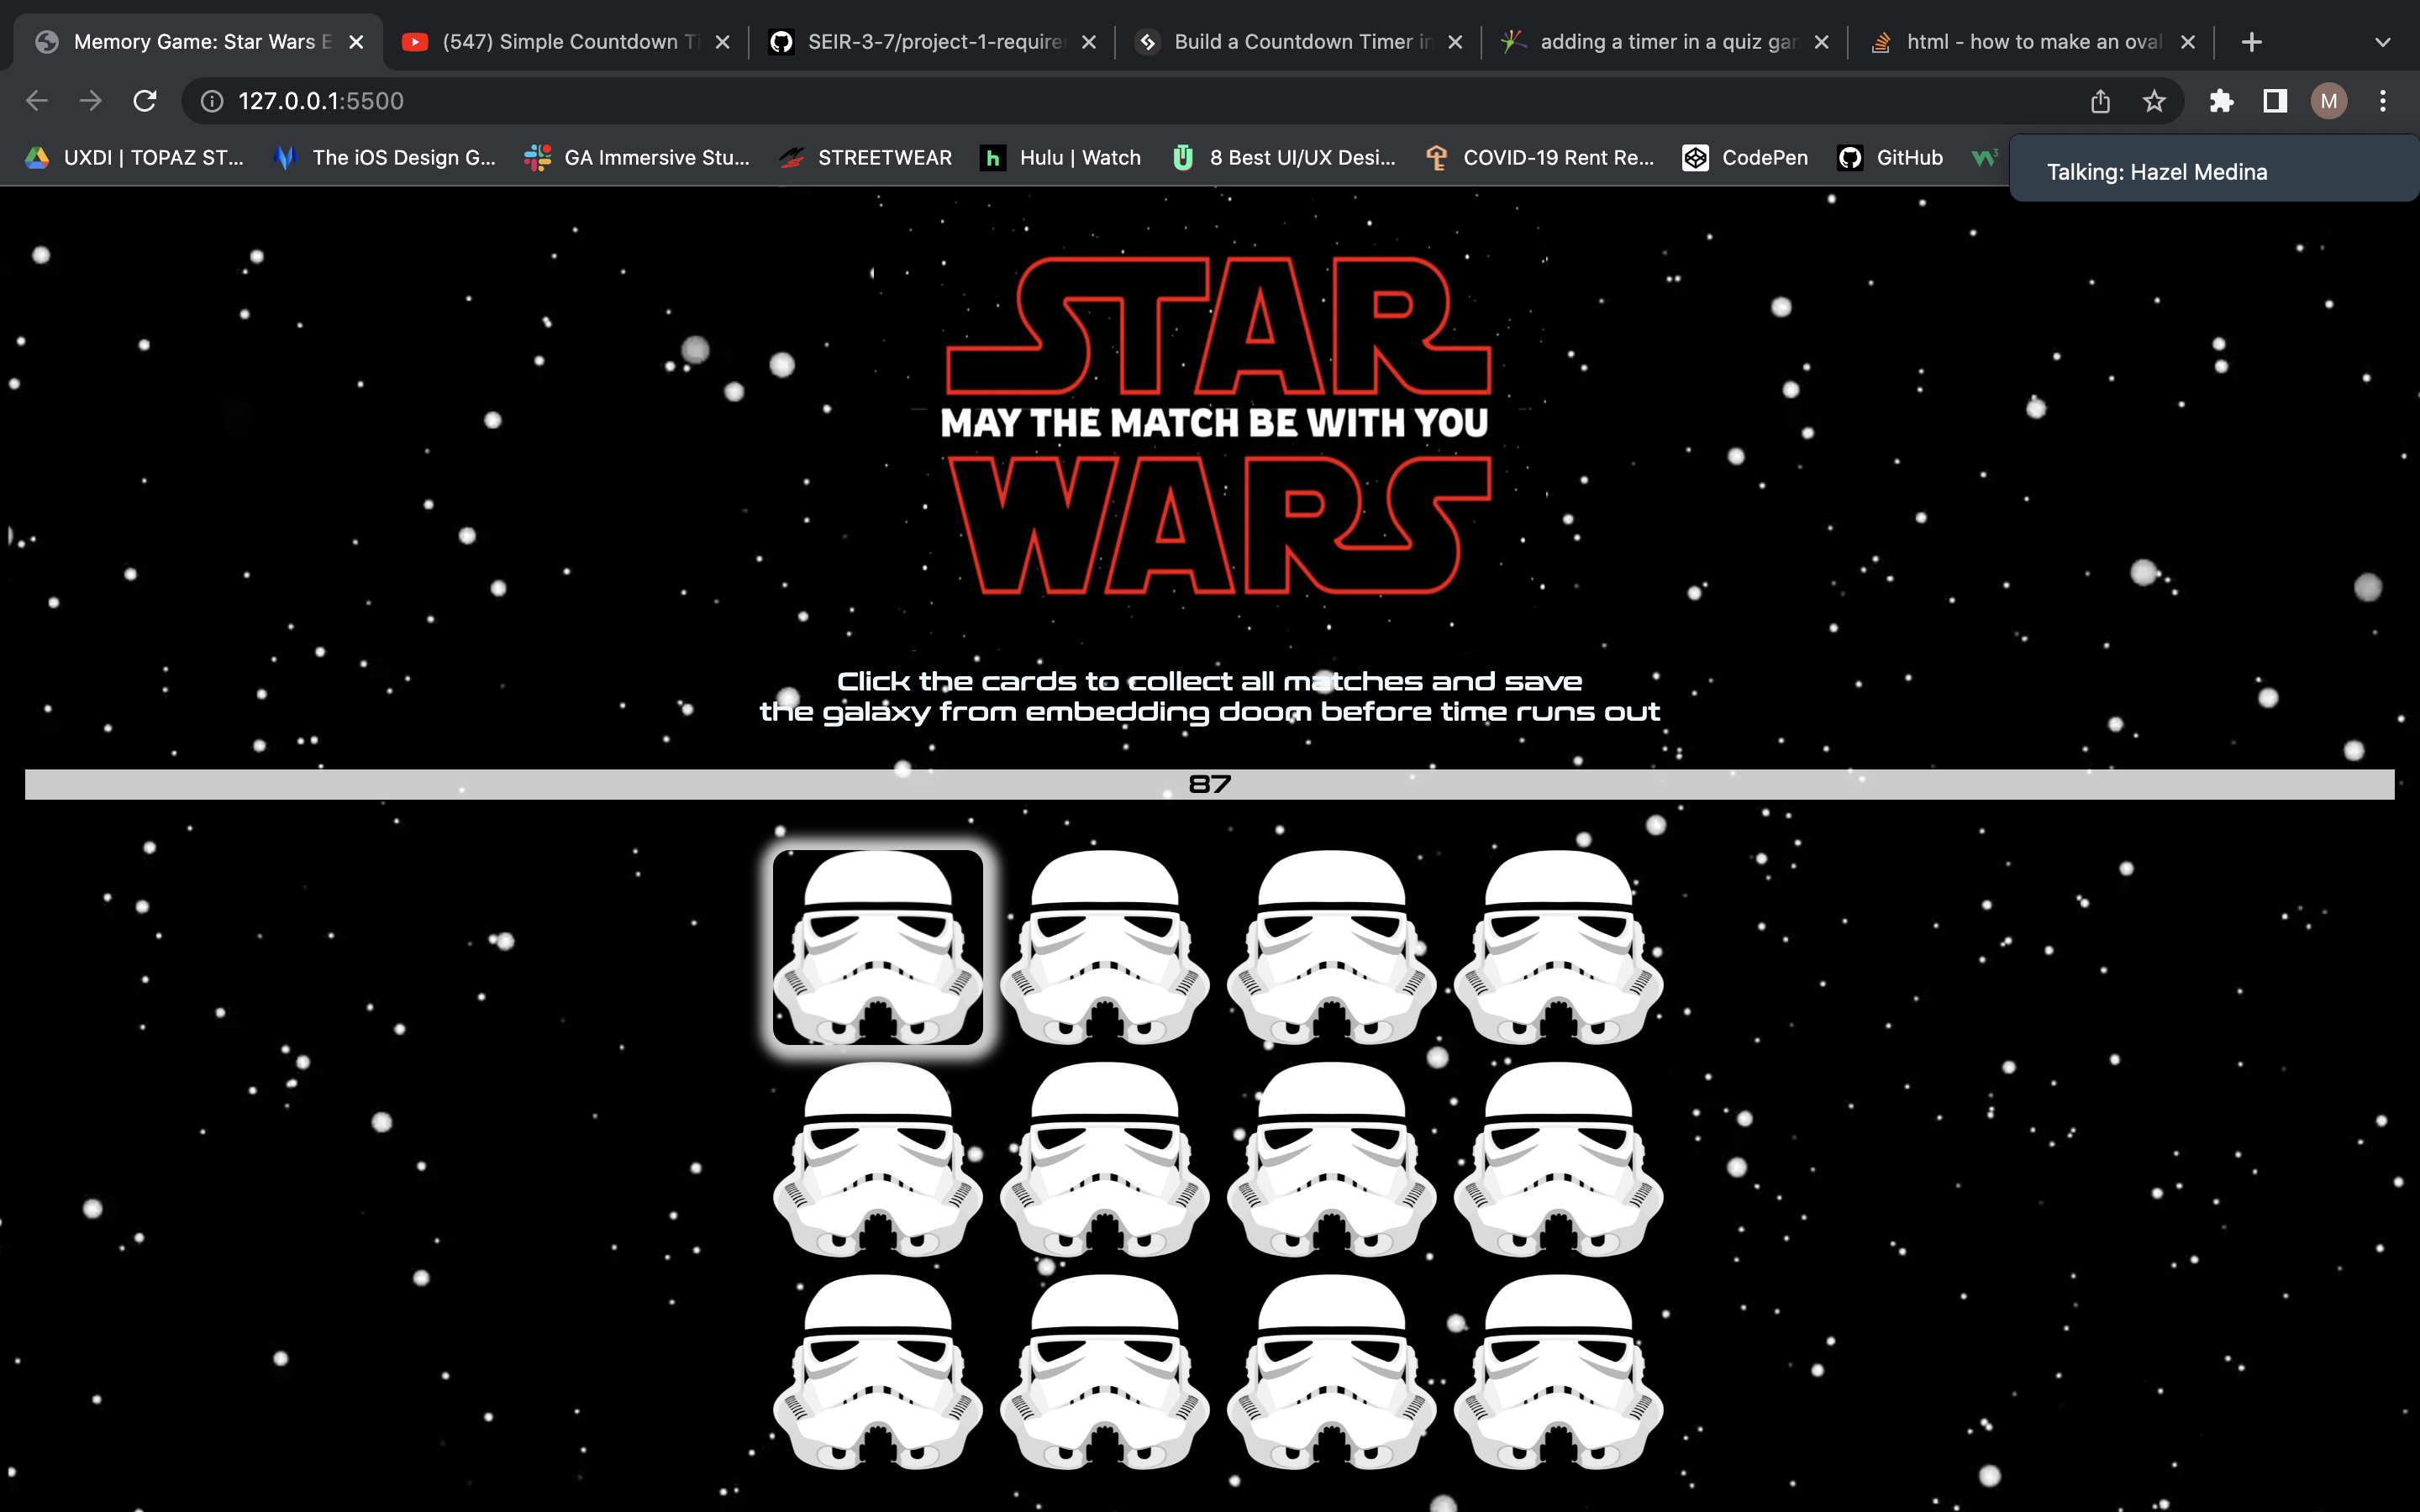 Memory Game: Star Wars E
(547) Simple Countdown Ti
SEIR-3-7/project-1-require
Build a Countdown Timer in
adding a timer in a quiz gam
html - how to make an oval
127.0.0.1:5500
M
UXDI | TOPAZ ST...
The iOS Design G...
GA Immersive Stu...
STREETWEAR
h
Hulu | Watch
8 Best UI/UX Desi...
COVID-19 Rent Re...
CodePen
GitHub
Talking: Hazel Medina
STAR
MAY THE MATCH BE WITH YOU
WARS
Click the cards to collect all matches and save
the galaxy from embedding doom before time runs out
87